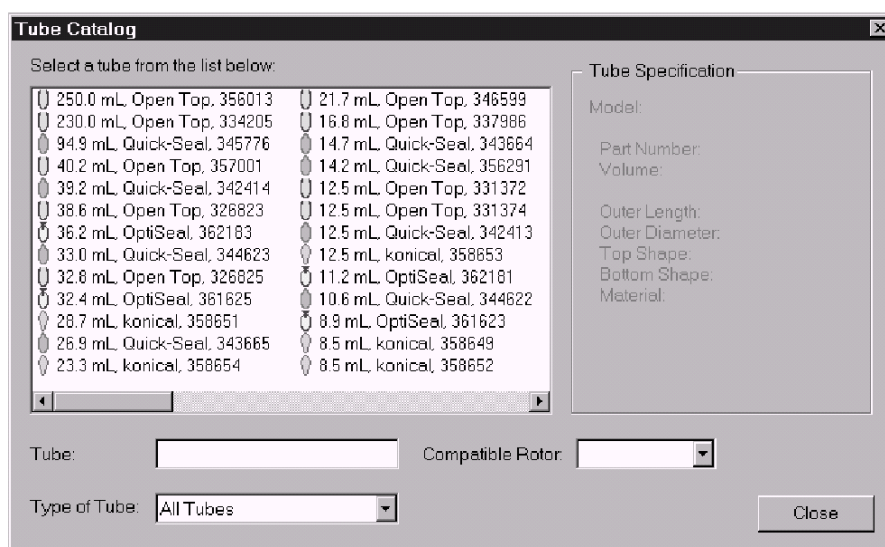 Tube Catalog
Select a tube from the list below:
250.0 mL, Open Top, 356013
230.0 mL, Open Top, 334205
94.9 mL, Quick-Seal, 345776
40.2 mL, Open Top, 357001
39.2 mL, Quick-Seal, 342414
38.6 mL, Open Top, 326823
36.2 mL, OptiSeal, 362183
33.0 mL, Quick-Seal, 344623
32.8 mL, Open Top, 326825
32.4 mL, OptiSeal, 361625
28.7 mL, konical, 358651
26.9 mL, Quick-Seal, 343665
23.3 mL, konical, 358654
21.7 mL, Open Top, 346599
16.8 mL, Open Top, 337986
14.7 mL, Quick-Seal, 343664
14.2 mL, Quick-Seal, 356291
12.5 mL, Open Top, 331372
12.5 mL, Open Top, 331374
12.5 mL, Quick-Seal, 342413
12.5 mL, konical, 358653
11.2 mL, OptiSeal, 362181
10.6 mL, Quick-Seal, 344622
8.9 mL, OptiSeal, 361623
8.5 mL, konical, 358649
8.5 mL, konical, 358652
Tube Specification
Model:
Part Number:
Volume:
Outer Length:
Outer Diameter:
Top Shape:
Bottom Shape:
Material:
Tube:
Compatible Rotor:
Type of Tube: All Tubes
Close